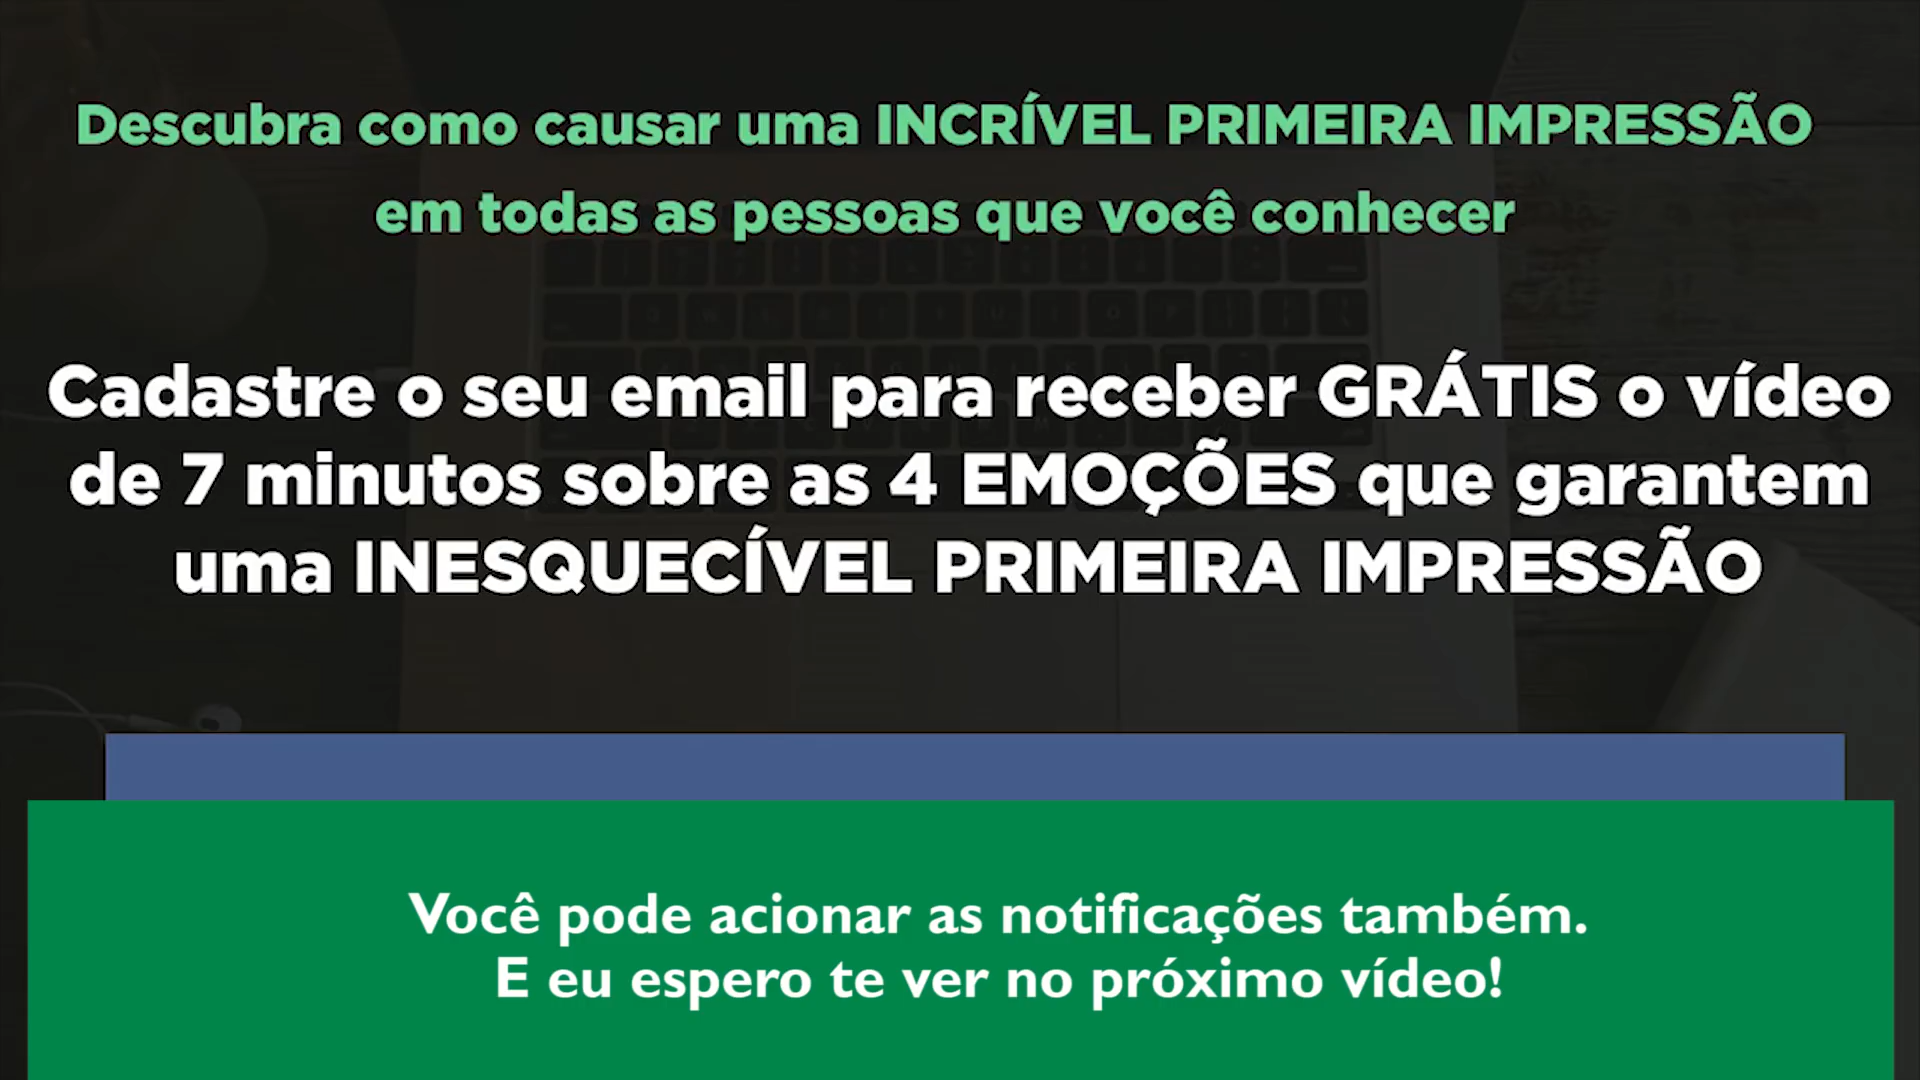 Descubra como causar uma INCRÍVEL PRIMEIRA IMPRESSÃO
em todas as pessoas que você conhecer
Cadastre o seu email para receber GRÁTIS o vídeo
de 7 minutos sobre as 4 EMOÇÕES que garantem
uma INESQUECÍVEL PRIMEIRA IMPRESSÃO
Você pode acionar as notificações também.
E eu espero te ver no próximo vídeo!